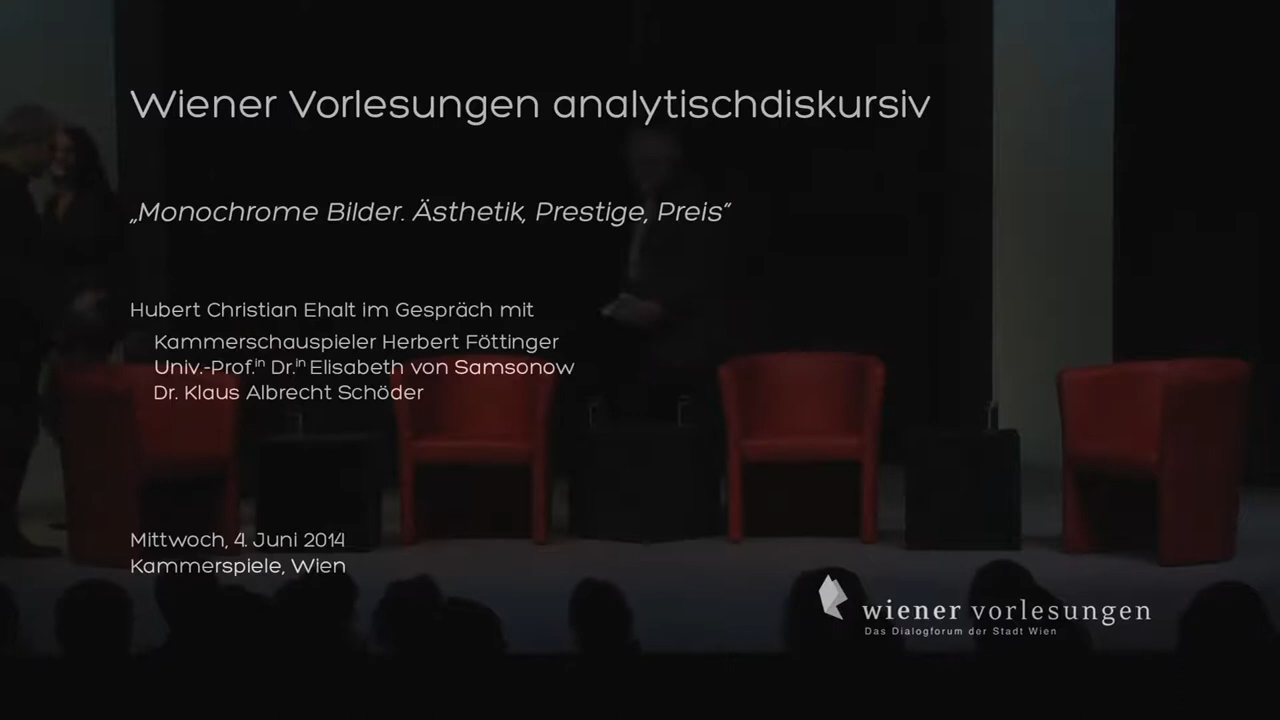 Wiener Vorlesungen analytischdiskursiv
„Monochrome Bilder. Ästhetik, Prestige, Preis“
Hubert Christian Ehalt im Gespräch mit
Kammerschauspieler Herbert Föttinger
Univ.-Prof.in Dr.in Elisabeth von Samsonow
Dr. Klaus Albrecht Schöder
Mittwoch, 4. Juni 2014
Kammerspiele, Wien
wiener vorlesungen
Das Dialogforum der Stadt Wien